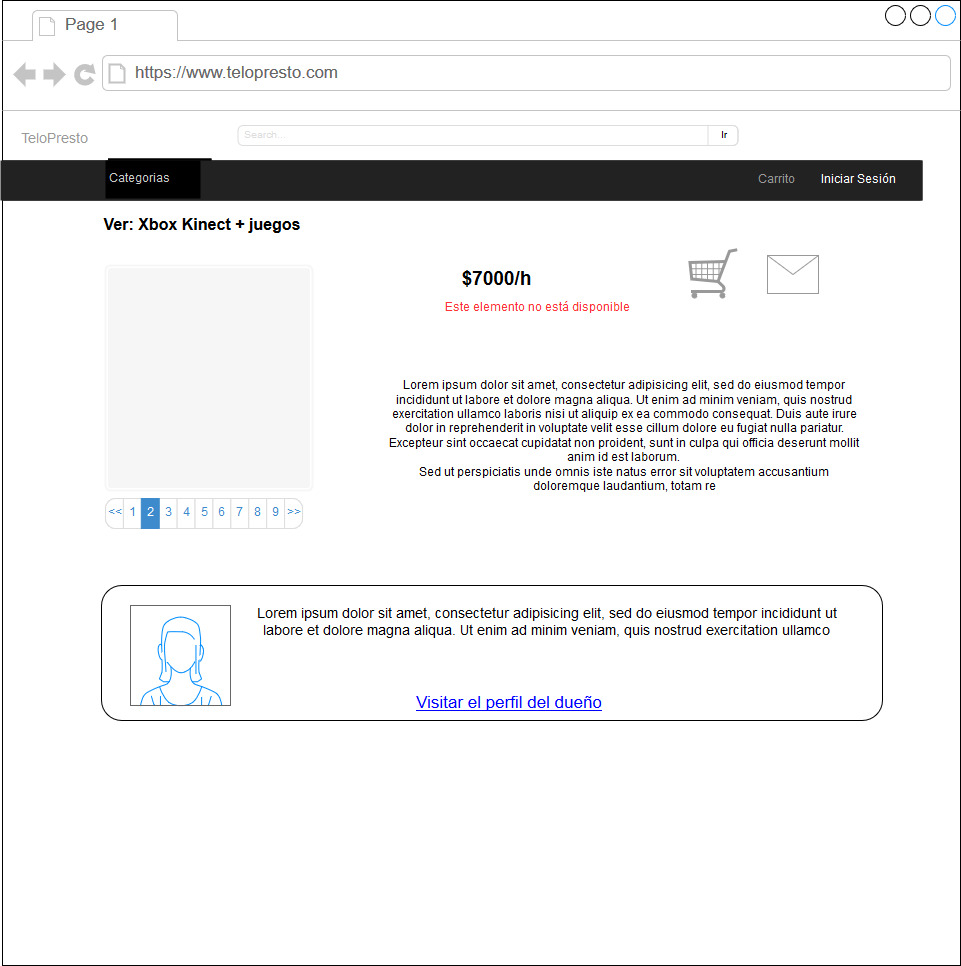 Page 1
https://www.telopresto.com
TeloPresto
Search...
Ir
Categorias
Carrito
Iniciar Sesión
Ver: Xbox Kinect + juegos
$7000/h
Este elemento no está disponible
Lorem ipsum dolor sit amet, consectetur adipisicing elit, sed do eiusmod tempor
incididunt ut labore et dolore magna aliqua. Ut enim ad minim veniam, quis nostrud
exercitation ullamco laboris nisi ut aliquip ex ea commodo consequat. Duis aute irure
dolor in reprehenderit in voluptate velit esse cillum dolore eu fugiat nulla pariatur.
Excepteur sint occaecat cupidatat non proident, sunt in culpa qui officia deserunt mollit
anim id est laborum.
Sed ut perspiciatis unde omnis iste natus error sit voluptatem accusantium
doloremque laudantium, totam re
<< 1 2 3 4 5 6 7 8 9 >>
Lorem ipsum dolor sit amet, consectetur adipisicing elit, sed do eiusmod tempor incididunt ut
labore et dolore magna aliqua. Ut enim ad minim veniam, quis nostrud exercitation ullamco
Visitar el perfil del dueño